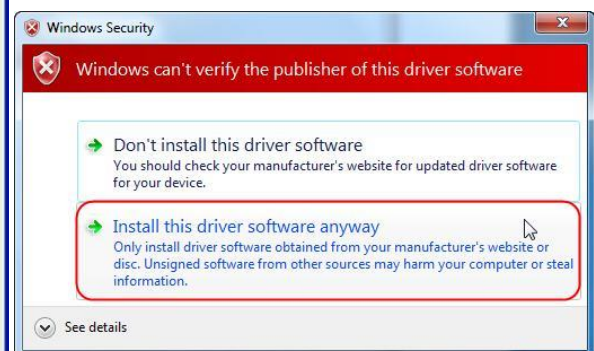 Windows Security
Windows can't verify the publisher of this driver software
Don't install this driver software
You should check your manufacturer's website for updated driver software
for your device.
Install this driver software anyway
Only install driver software obtained from your manufacturer's website or
disc. Unsigned software from other sources may harm your computer or steal
information.
See details